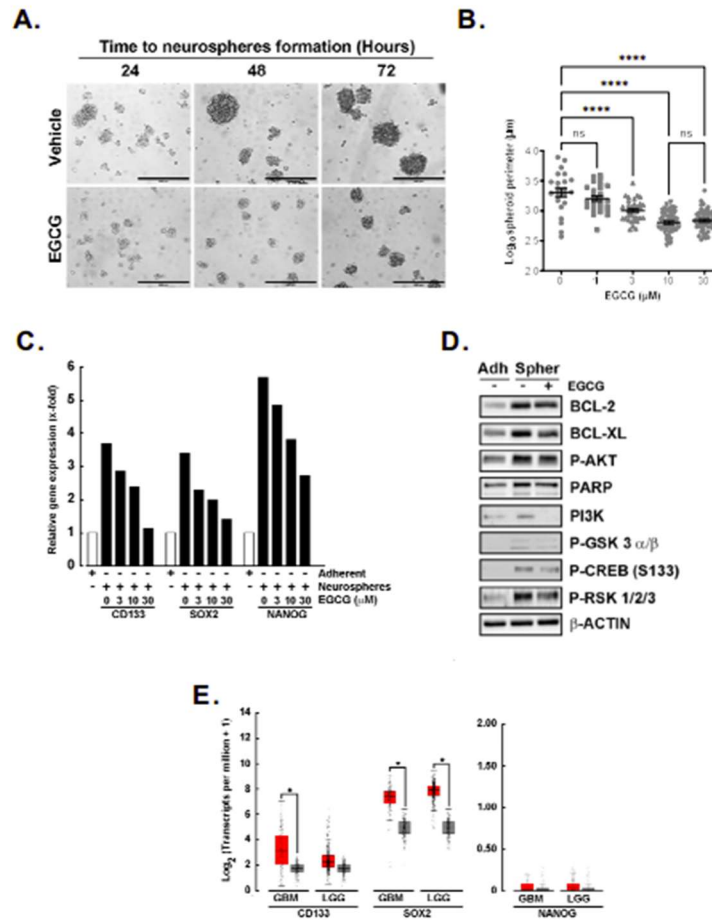 A.
Time to neurospheres formation (Hours)
24 48 72
Vehicle
EGCG
B.
**** 
****
****
ns
ns
Log10 spheroid perimeter (μm)
4.0
3.5
3.0
2.5
2.0
0 1 3 10 30
EGCG (μM)
C.
Relative gene expression (x-fold)
6
5
4
3
2
1
0
+ - - - - + - - - - + - - - - Adherent
- + + + + - + + + + - + + + + Neurospheres
0 3 10 30 0 3 10 30 0 3 10 30 EGCG (μM)
CD133 SOX2 NANOG
D.
Adh Spher
- - + EGCG
BCL-2
BCL-XL
P-AKT
PARP
PI3K
P-GSK 3 α/β
P-CREB (S133)
P-RSK 1/2/3
β-ACTIN
E.
Log2 (Transcripts per million + 1)
14
12
10
8
6
4
2
0
*
*
*
GBM LGG GBM LGG
CD133 SOX2
2.00
1.50
1.00
0.50
0
GBM LGG
NANOG